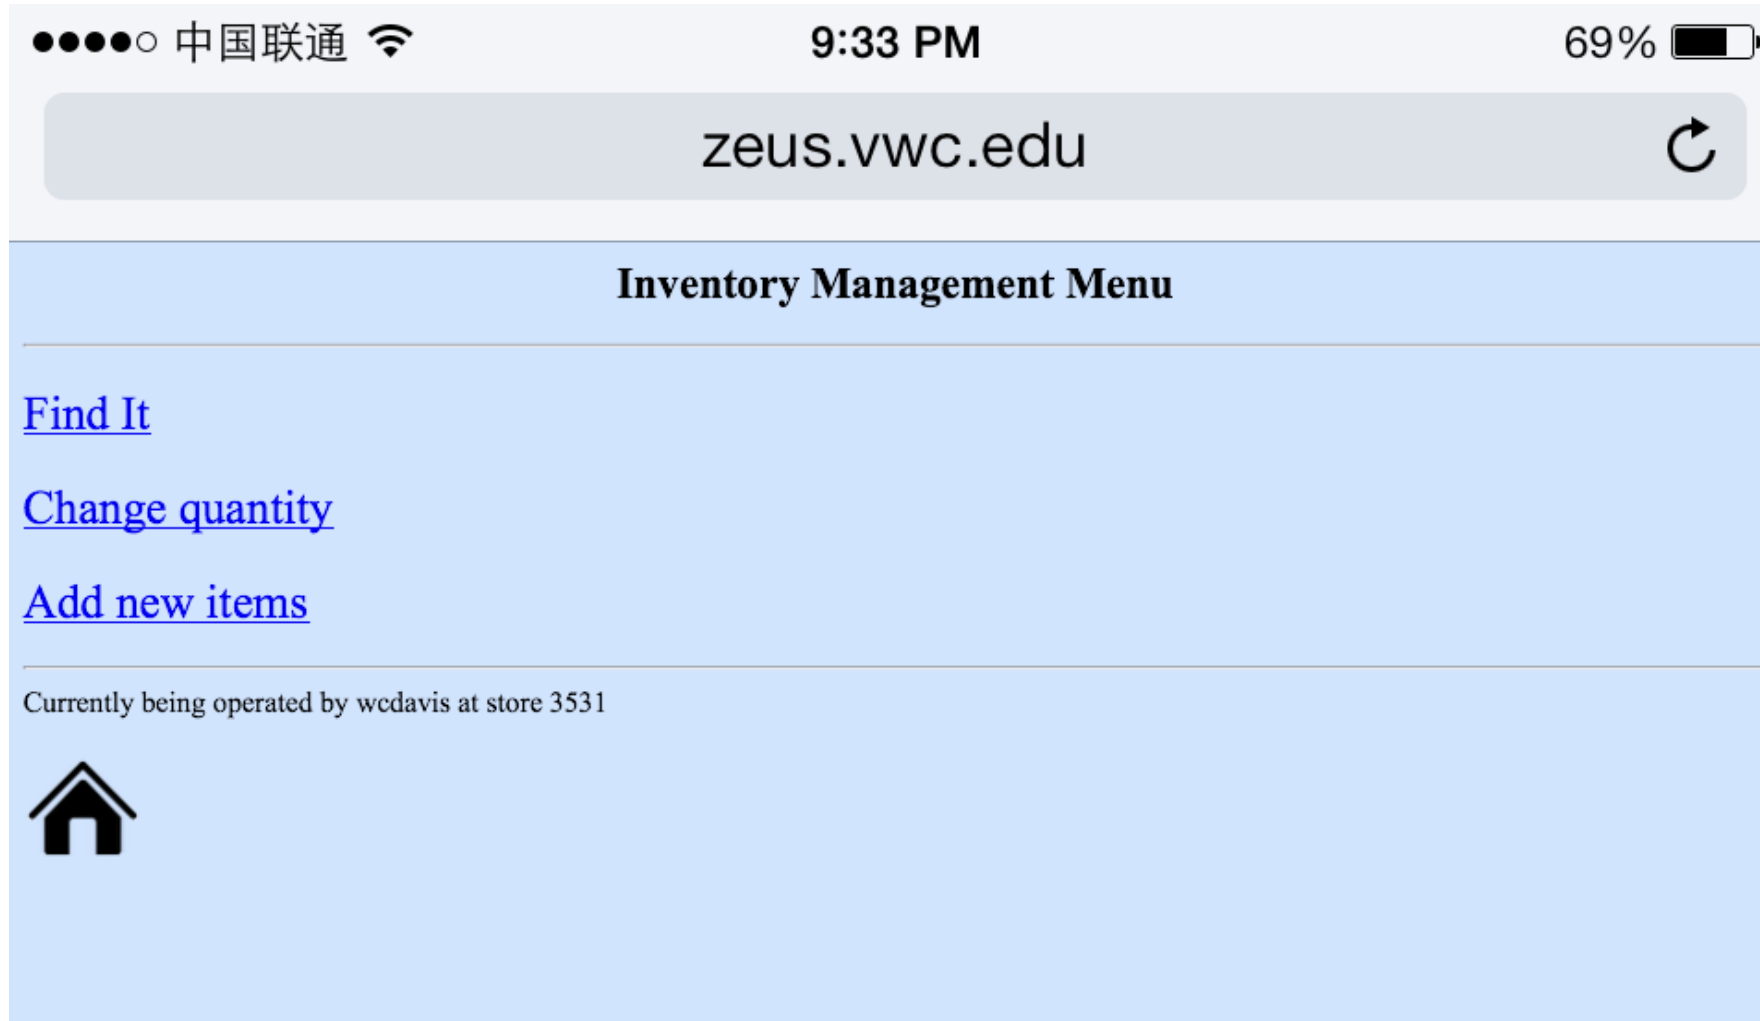 中国联通 9:33 PM 69%
zeus.vwc.edu
Inventory Management Menu
Find It
Change quantity
Add new items
Currently being operated by wcdavis at store 3531